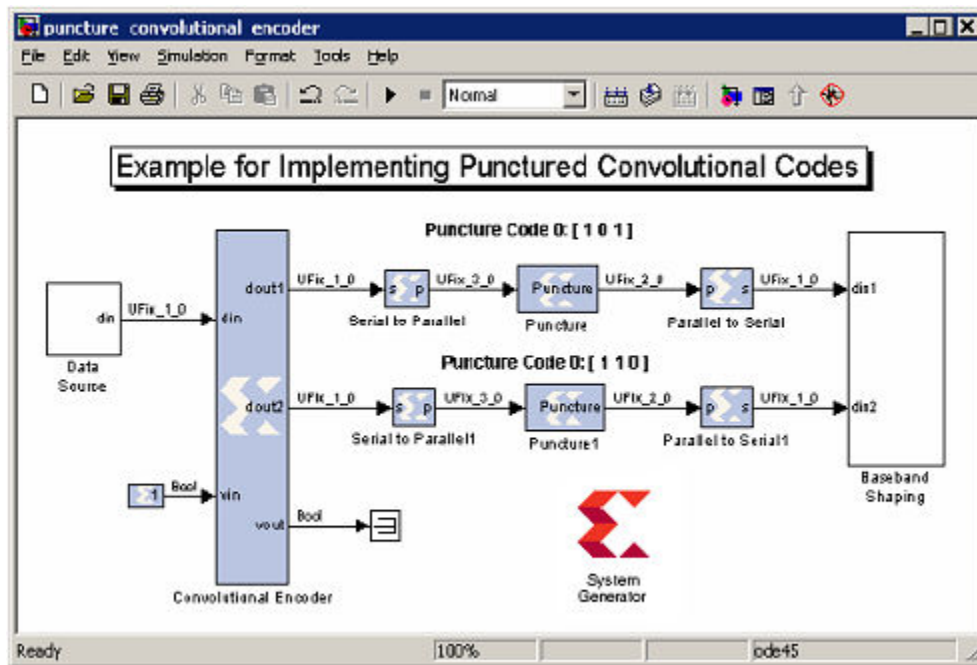 puncture convolutional encoder
File Edit View Simulation Format Tools Help
Normal
Example for Implementing Punctured Convolutional Codes
Puncture Code 0: [ 1 0 1 ]
din
UFix_1_0
Data
Source
din
dout1
UFix_1_0
s p
UFix_3_0
Serial to Parallel
Puncture
UFix_2_0
Puncture
p s
UFix_1_0
Parallel to Serial
din1
Puncture Code 0: [ 1 1 0 ]
dout2
UFix_1_0
s p
UFix_3_0
Serial to Parallel1
Puncture
UFix_2_0
Puncture1
p s
UFix_1_0
Parallel to Serial1
din2
Baseband
Shaping
1
Bool
vin
vout
Bool
Convolutional Encoder
System
Generator
Ready
100%
ode45